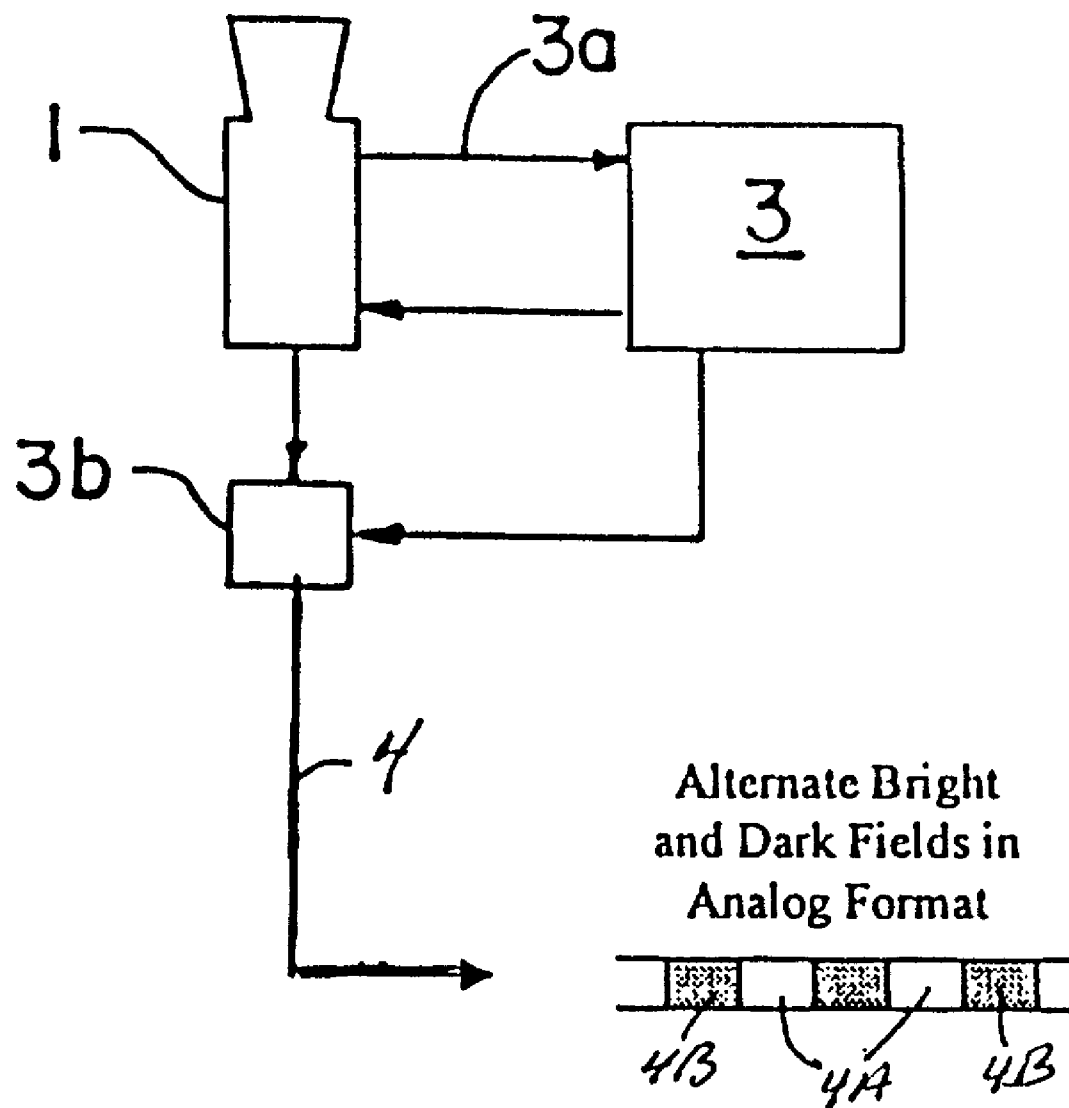 3a
1
3
3b
4
Alternate Bright
and Dark Fields in
Analog Format
4B 4A 4B